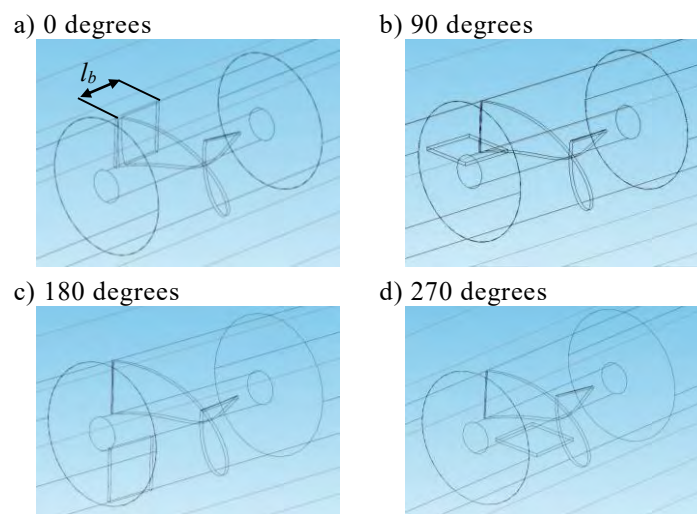 a) 0 degrees
b) 90 degrees
l_b
c) 180 degrees
d) 270 degrees